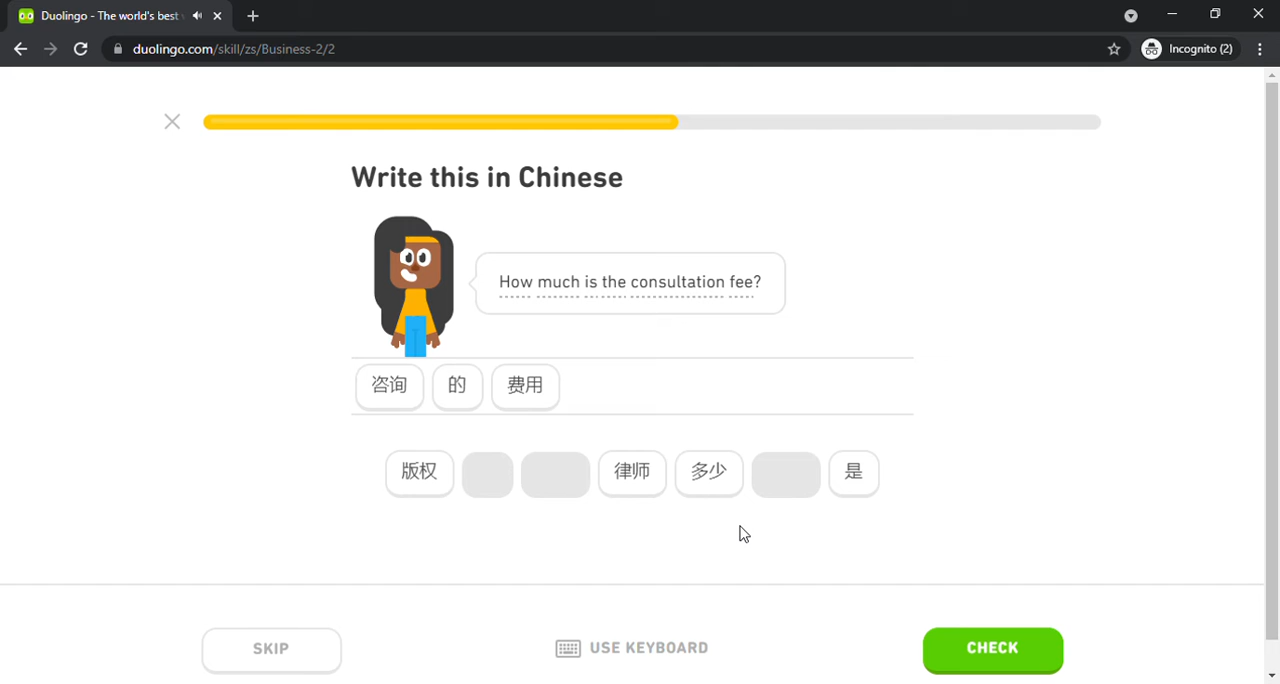 Duolingo - The world's best
duolingo.com/skill/zs/Business-2/2
Incognito (2)
Write this in Chinese
How much is the consultation fee?
咨询 的 费用
版权 律师 多少 是
SKIP
USE KEYBOARD
CHECK